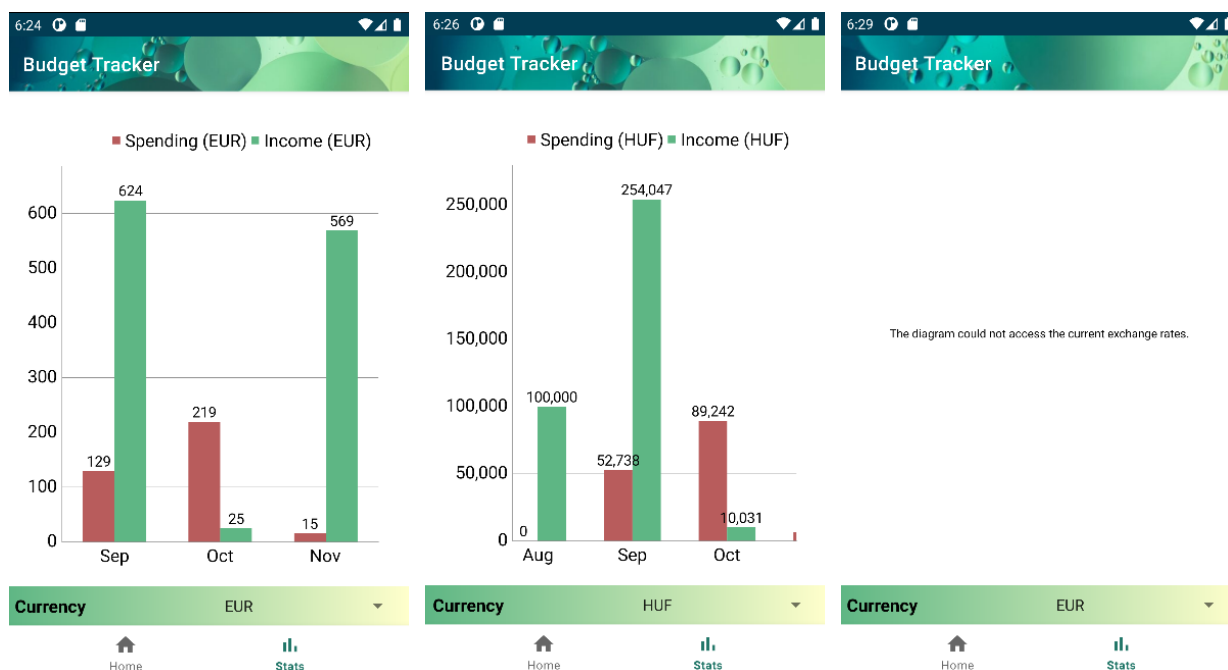 6:24
Budget Tracker
Spending (EUR) Income (EUR)
624
600
569
500
400
300
219
200
129
100
25
15
0
Sep Oct Nov
Currency EUR
Home Stats
6:26
Budget Tracker
Spending (HUF) Income (HUF)
254,047
250,000
200,000
150,000
100,000 100,000
89,242
52,738
50,000
10,031
0 0
Aug Sep Oct
Currency HUF
Home Stats
6:29
Budget Tracker
The diagram could not access the current exchange rates.
Currency EUR
Home Stats